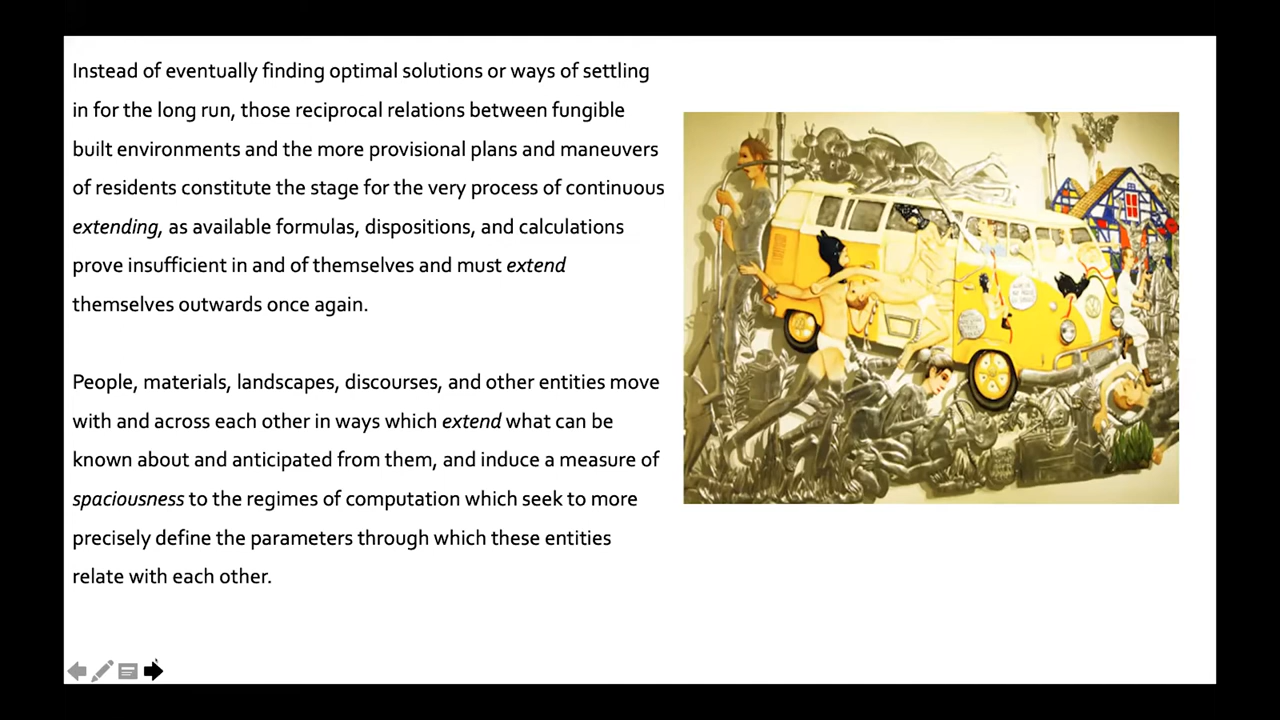 Instead of eventually finding optimal solutions or ways of settling
in for the long run, those reciprocal relations between fungible
built environments and the more provisional plans and maneuvers
of residents constitute the stage for the very process of continuous
extending, as available formulas, dispositions, and calculations
prove insufficient in and of themselves and must extend
themselves outwards once again.
People, materials, landscapes, discourses, and other entities move
with and across each other in ways which extend what can be
known about and anticipated from them, and induce a measure of
spaciousness to the regimes of computation which seek to more
precisely define the parameters through which these entities
relate with each other.